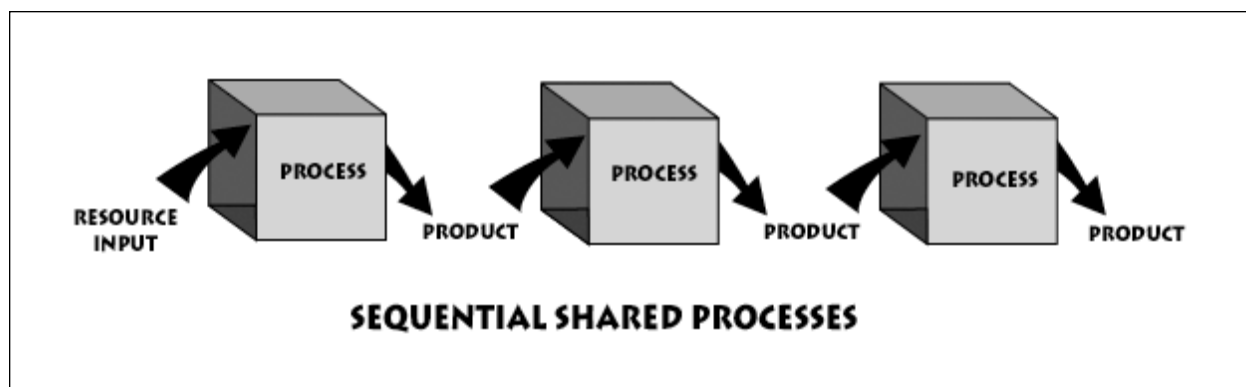 PROCESS
PROCESS
PROCESS
RESOURCE
INPUT
PRODUCT
PRODUCT
PRODUCT
SEQUENTIAL SHARED PROCESSES